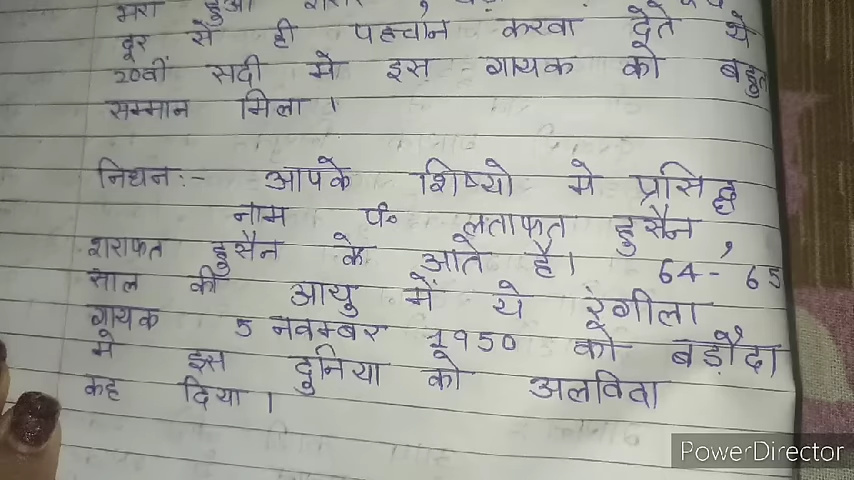 भरा हुआ
दूर से ही पहचान करवा देते थे
20वीं सदी मे इस गायक को बहुत
सम्मान मिला ।
निधन:- आपके शिष्यो मे प्रसिद्ध
नाम पं० लताफत हुसैन,
शराफत हुसैन के आते है। 64-65
साल की आयु में ये रंगीला
गायक 5 नवम्बर 1950 को बड़ौदा
मे इस दुनिया को अलविदा
कह दिया ।
PowerDirector